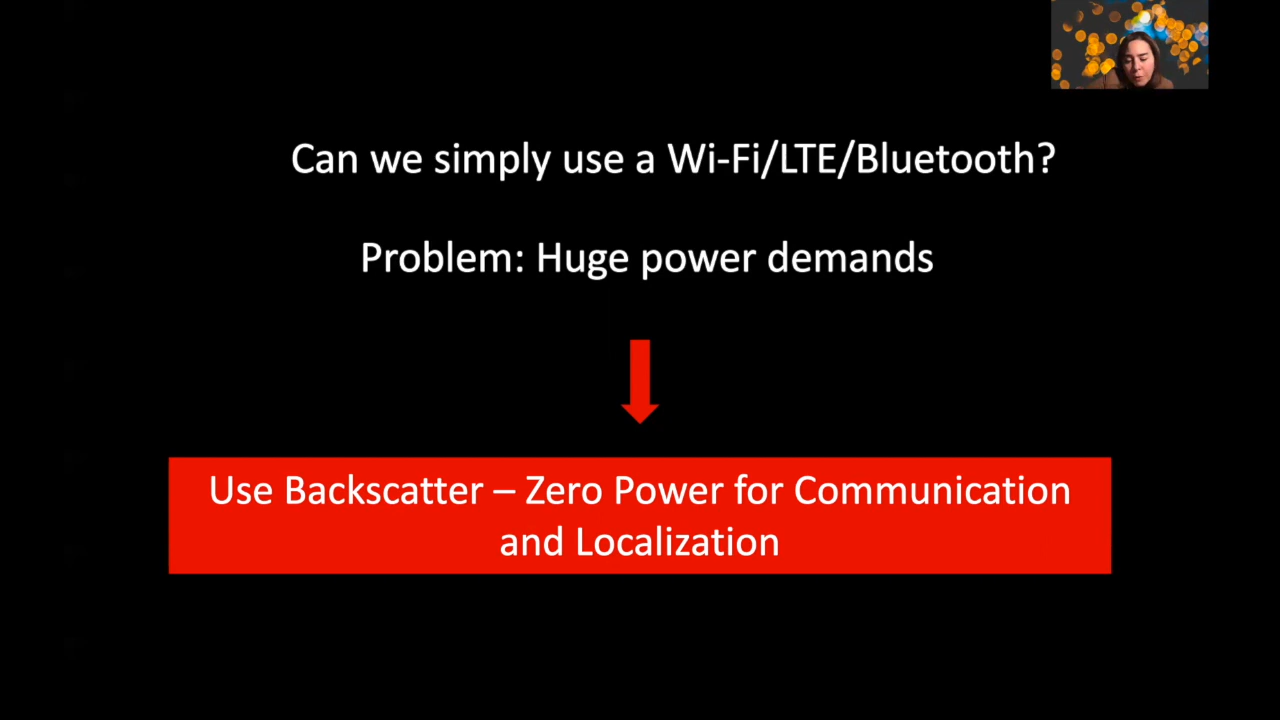 Can we simply use a Wi-Fi/LTE/Bluetooth?
Problem: Huge power demands
Use Backscatter – Zero Power for Communication
and Localization